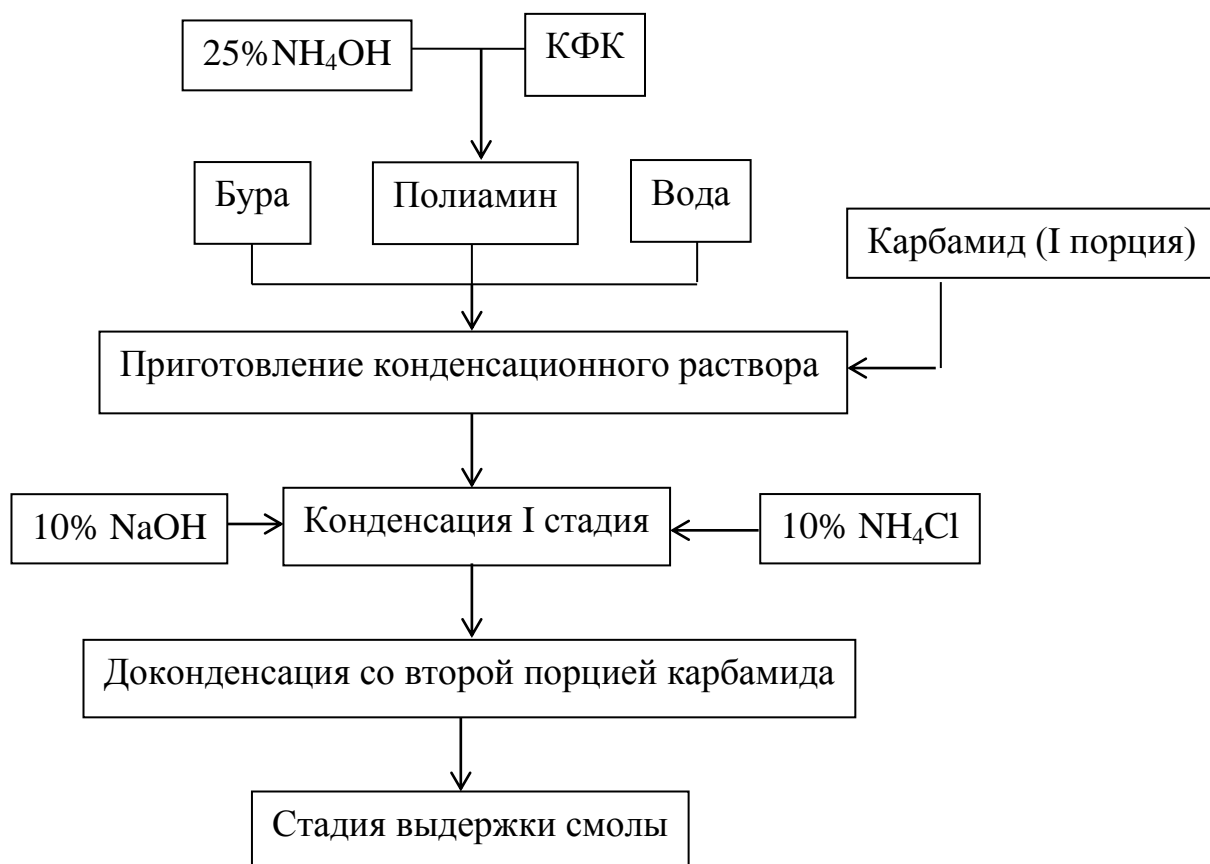 25%NH₄OH
КФК
Бура
Полиамин
Вода
Карбамид (I порция)
Приготовление конденсационного раствора
10% NaOH
Конденсация I стадия
10% NH₄Cl
Доконденсация со второй порцией карбамида
Стадия выдержки смолы